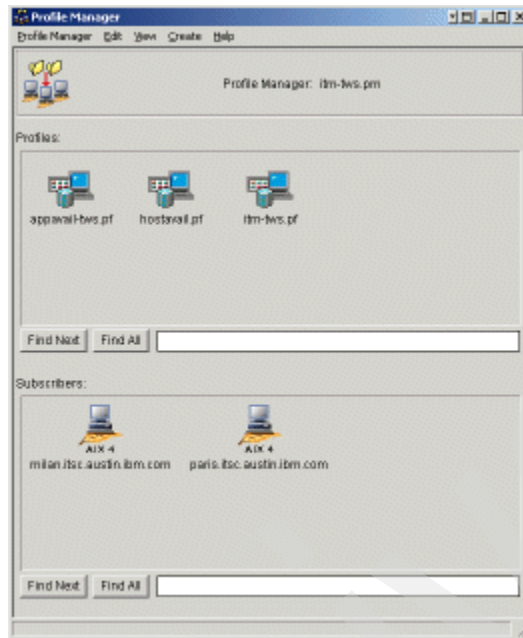 Profile Manager
Profile Manager Edit View Create Help
Profile Manager: itm-tws.pm
Profiles:
appavail-tws.pf hostavail.pf itm-tws.pf
Find Next Find All
Subscribers:
AIX 4 AIX 4
milan.itsc.austin.ibm.com paris.itsc.austin.ibm.com
Find Next Find All